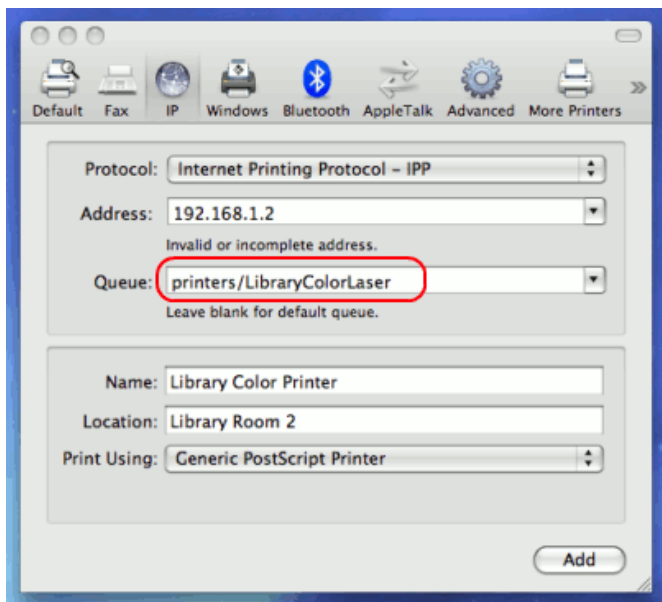 Default Fax IP Windows Bluetooth AppleTalk Advanced More Printers
Protocol: Internet Printing Protocol – IPP
Address: 192.168.1.2
Invalid or incomplete address.
Queue: printers/LibraryColorLaser
Leave blank for default queue.
Name: Library Color Printer
Location: Library Room 2
Print Using: Generic PostScript Printer
Add